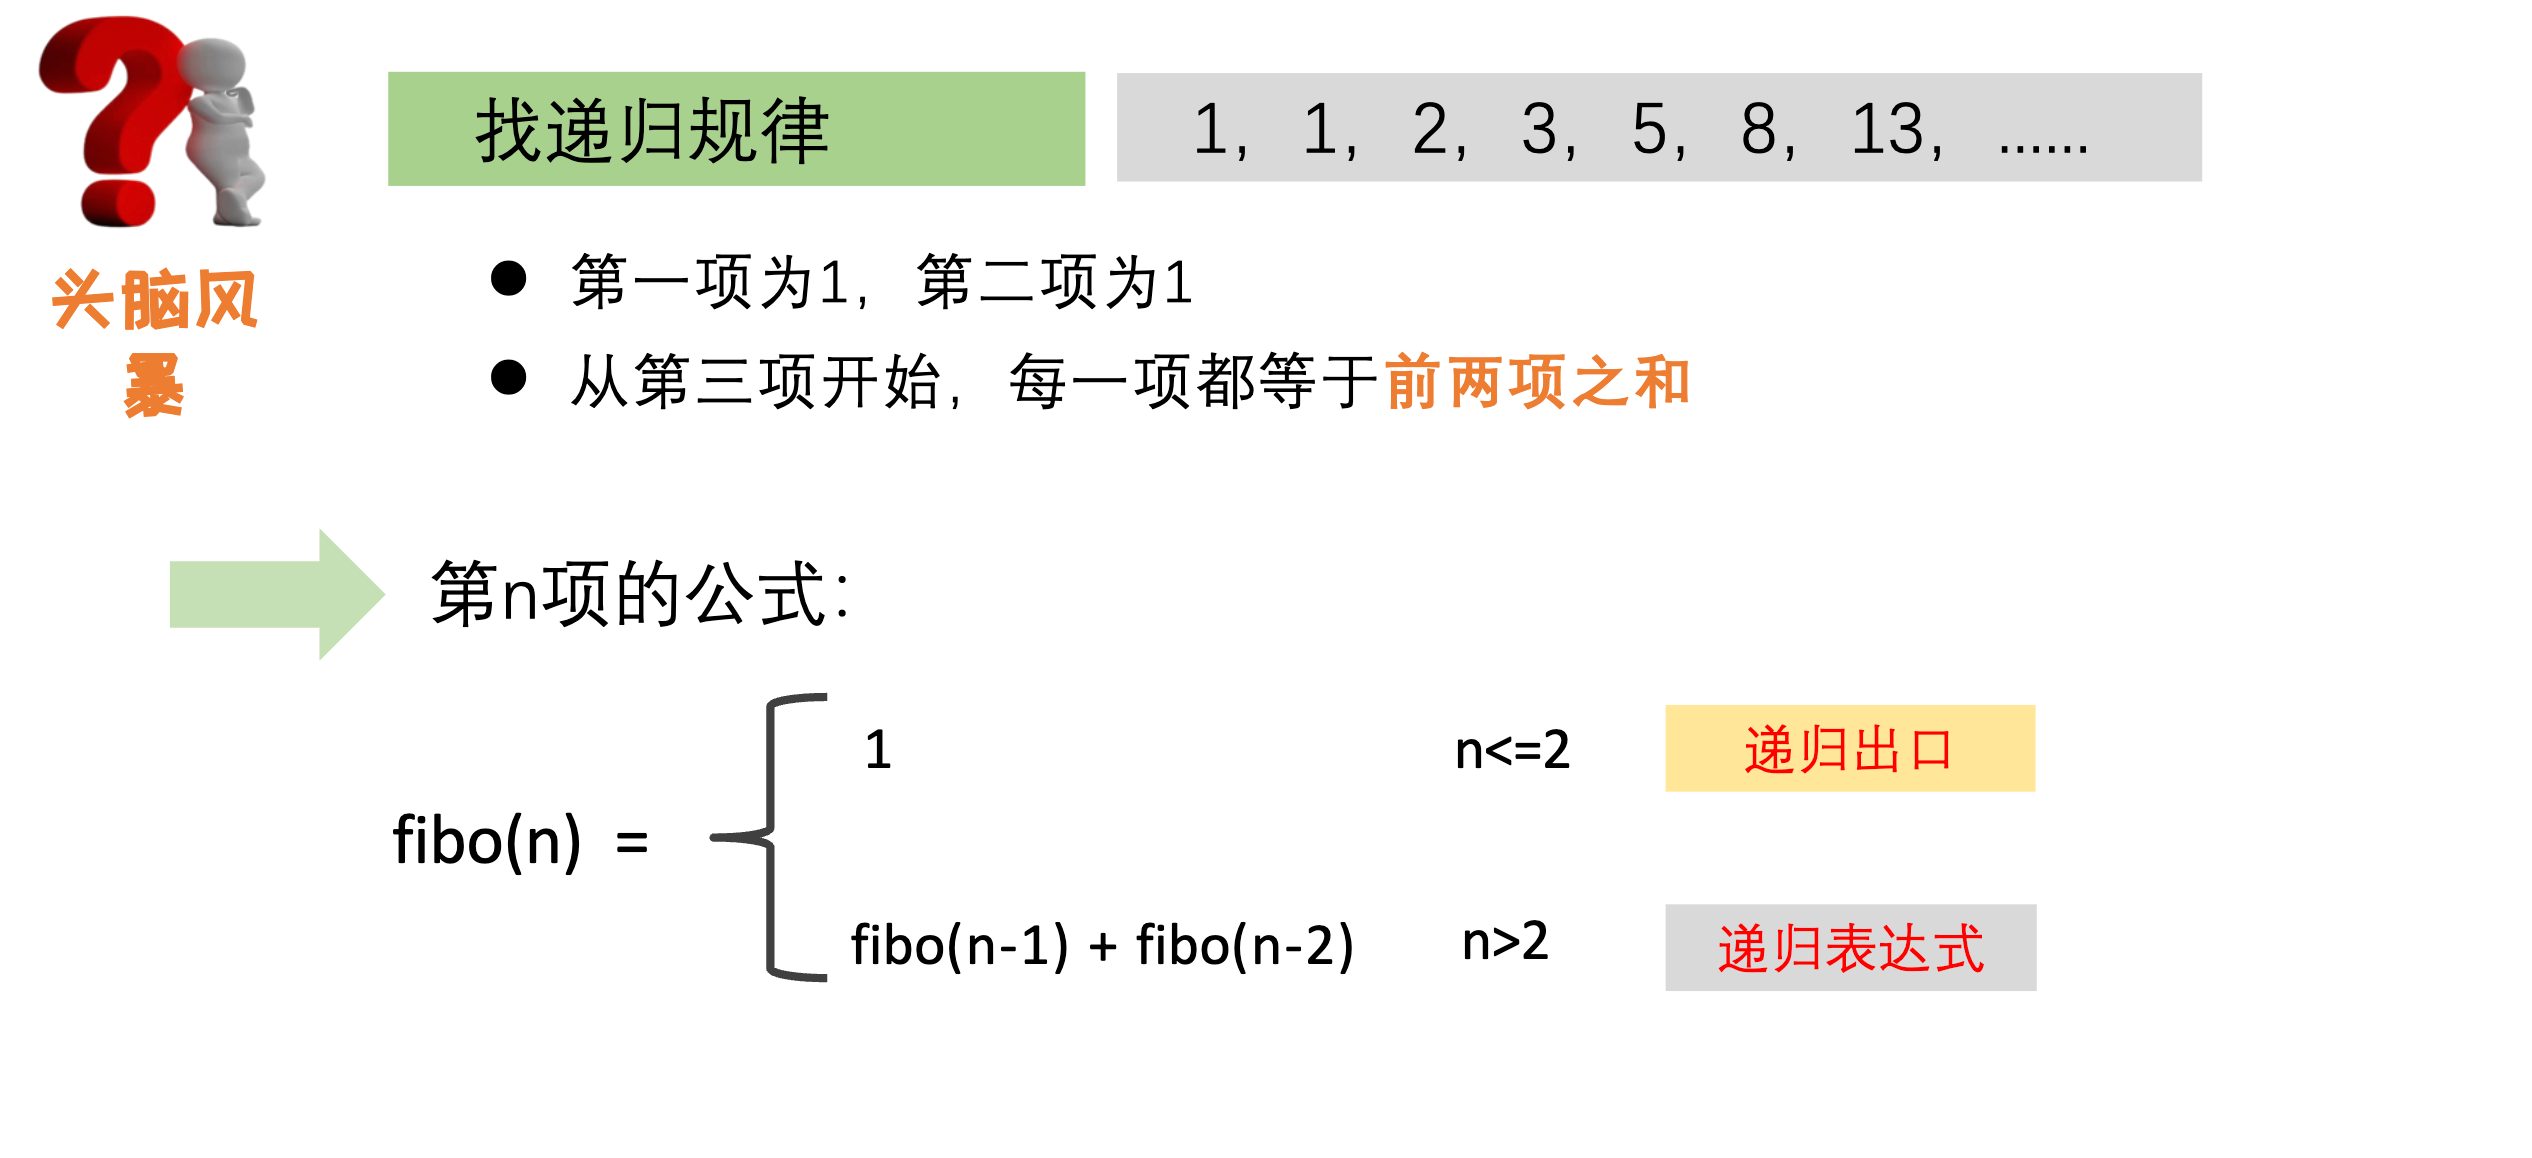 找递归规律
1, 1, 2, 3, 5, 8, 13, ……
头脑风
暴
● 第一项为1, 第二项为1
● 从第三项开始, 每一项都等于前两项之和
第n项的公式:
fibo(n) =
1 n<=2 递归出口
fibo(n-1) + fibo(n-2) n>2 递归表达式